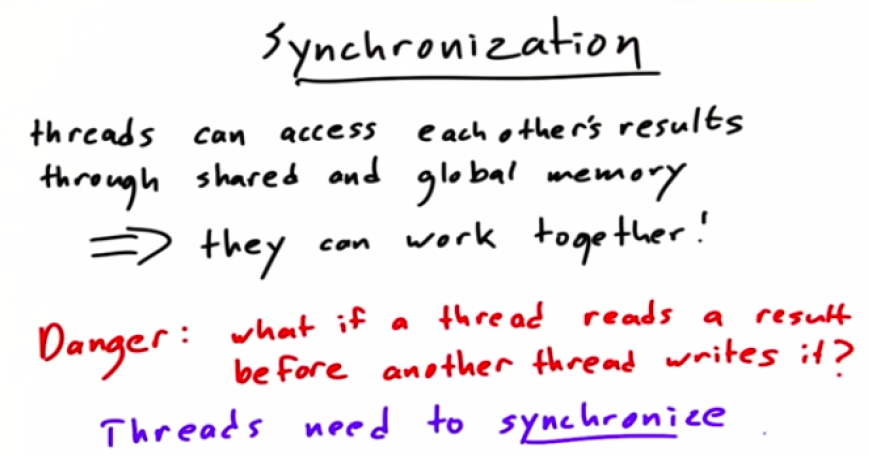 Synchronization
threads can access each other's results
through shared and global memory
⇒ they can work together!
Danger: what if a thread reads a result
before another thread writes it?
Threads need to synchronize